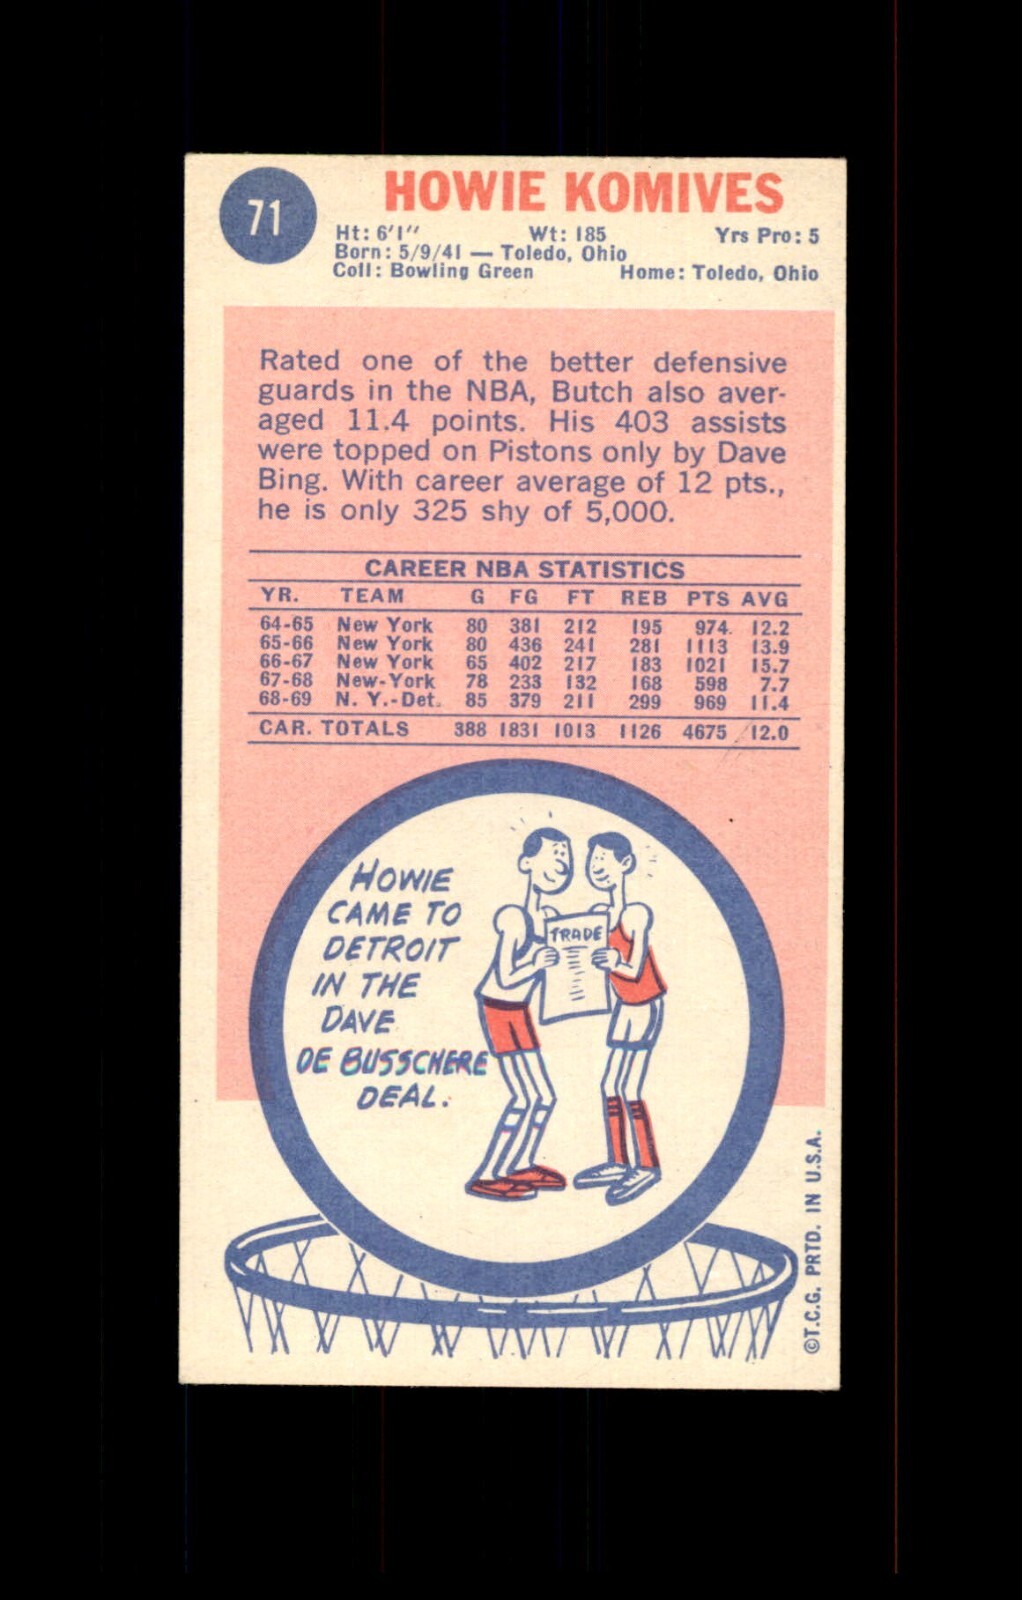 71
HOWIE KOMIVES
Ht: 6'1" Wt: 185 Yrs Pro: 5
Born: 5/9/41 — Toledo, Ohio
Coll: Bowling Green Home: Toledo, Ohio
Rated one of the better defensive
guards in the NBA, Butch also aver-
aged 11.4 points. His 403 assists
were topped on Pistons only by Dave
Bing. With career average of 12 pts.,
he is only 325 shy of 5,000.
CAREER NBA STATISTICS
YR. TEAM G FG FT REB PTS AVG
64-65 New York 80 381 212 195 974 12.2
65-66 New York 80 436 241 281 1113 13.9
66-67 New York 65 402 217 183 1021 15.7
67-68 New-York 78 233 132 168 598 7.7
68-69 N. Y.-Det. 85 379 211 299 969 11.4
CAR. TOTALS 388 1831 1013 1126 4675 12.0
HOWIE
CAME TO
DETROIT
IN THE
DAVE
DE BUSSCHERE
DEAL.
TRADE
©T.C.G. PRTD. IN U.S.A.